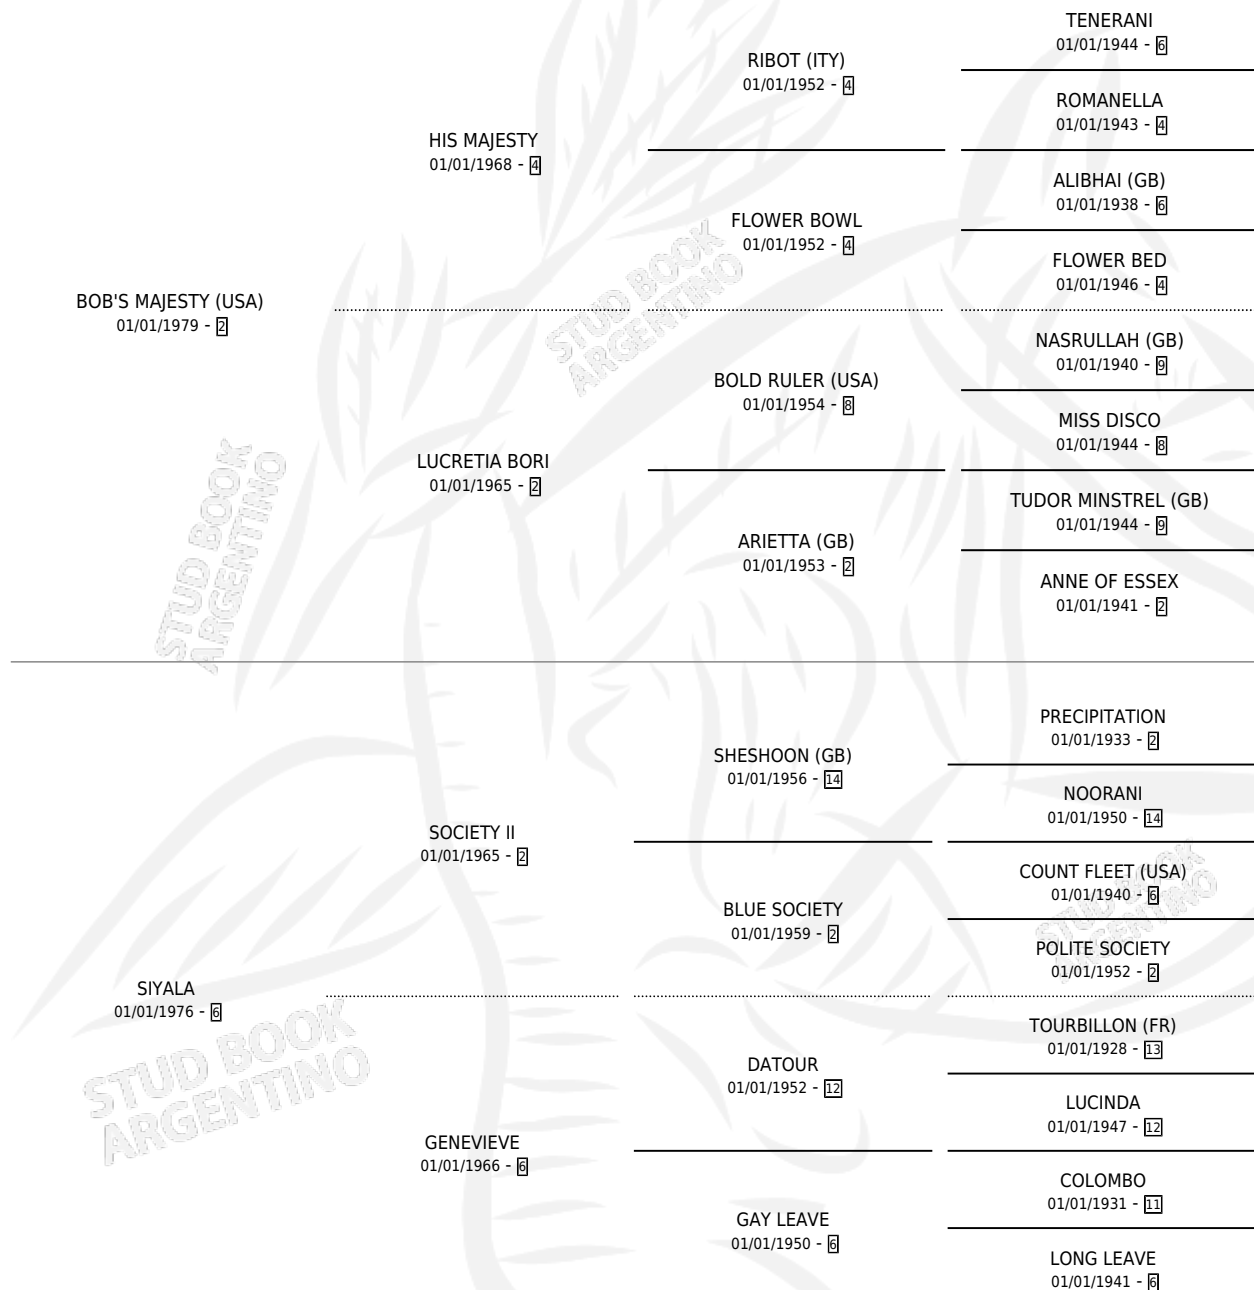 TENERANI
01/01/1944 - 6
RIBOT (ITY)
01/01/1952 - 4
ROMANELLA
01/01/1943 - 4
HIS MAJESTY
01/01/1968 - 4
ALIBHAI (GB)
01/01/1938 - 6
FLOWER BOWL
01/01/1952 - 4
FLOWER BED
01/01/1946 - 4
BOB'S MAJESTY (USA)
01/01/1979 - 2
NASRULLAH (GB)
01/01/1940 - 9
BOLD RULER (USA)
01/01/1954 - 8
MISS DISCO
01/01/1944 - 8
LUCRETIA BORI
01/01/1965 - 2
TUDOR MINSTREL (GB)
01/01/1944 - 9
ARIETTA (GB)
01/01/1953 - 2
ANNE OF ESSEX
01/01/1941 - 2
PRECIPITATION
01/01/1933 - 2
SHESHOON (GB)
01/01/1956 - 14
NOORANI
01/01/1950 - 14
SOCIETY II
01/01/1965 - 2
COUNT FLEET (USA)
01/01/1940 - 6
BLUE SOCIETY
01/01/1959 - 2
POLITE SOCIETY
01/01/1952 - 2
SIYALA
01/01/1976 - 6
TOURBILLON (FR)
01/01/1928 - 13
DATOUR
01/01/1952 - 12
LUCINDA
01/01/1947 - 12
GENEVIEVE
01/01/1966 - 6
COLOMBO
01/01/1931 - 11
GAY LEAVE
01/01/1950 - 6
LONG LEAVE
01/01/1941 - 6
STUD BOOK
ARGENTINO
STUD BOOK
ARGENTINO
STUD BOOK
ARGENTINO
STUD BOOK
ARGENTINO